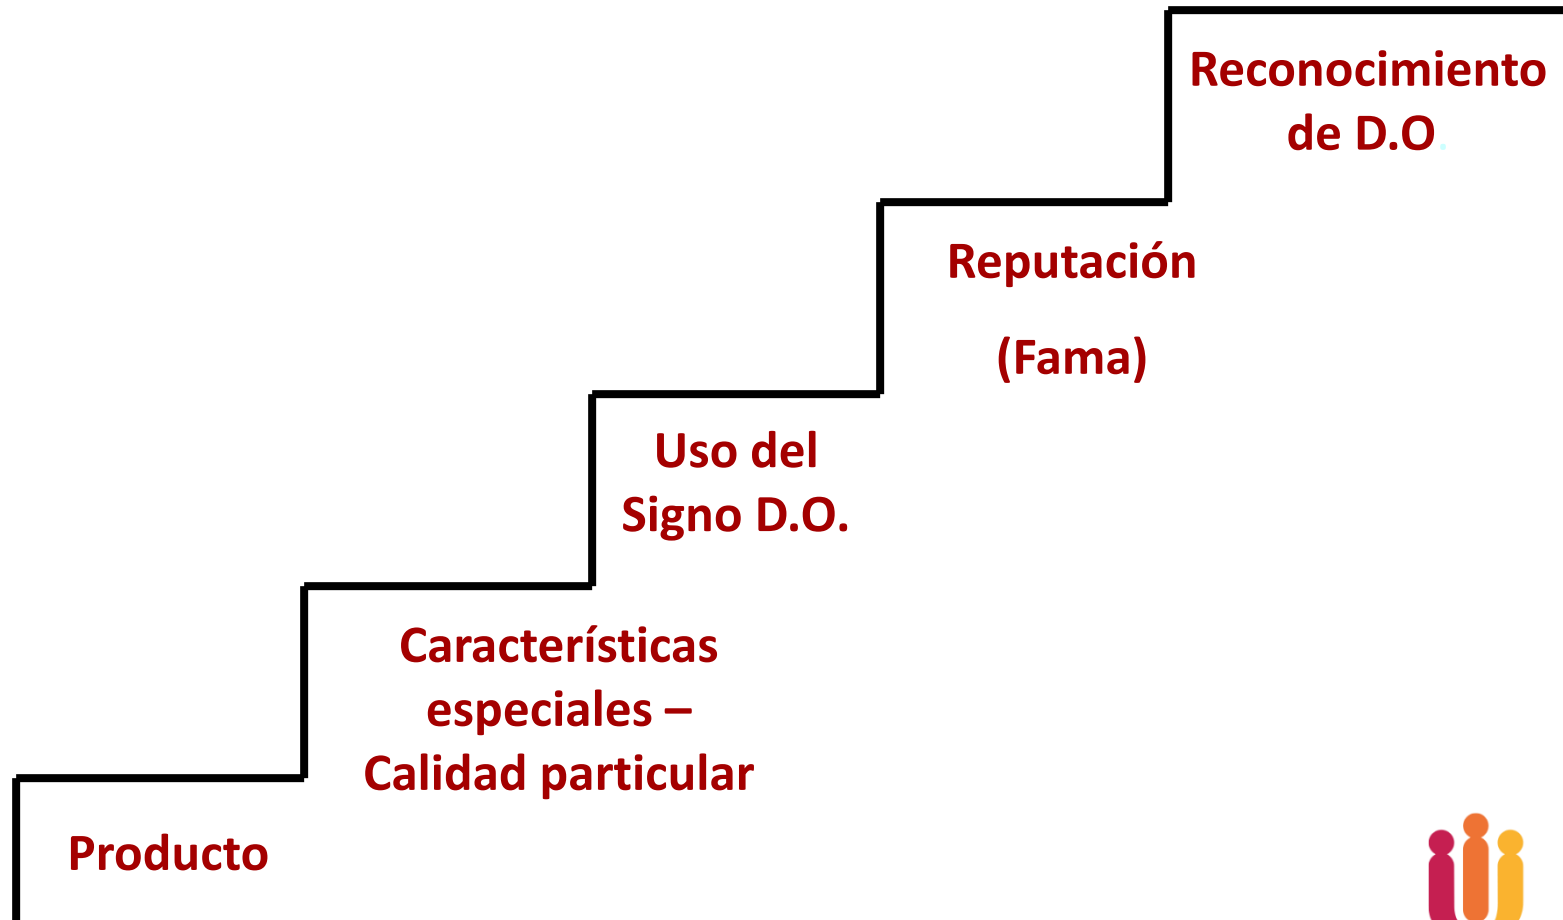 Reconocimiento
de D.O.
Reputación
(Fama)
Uso del
Signo D.O.
Características
especiales –
Calidad particular
Producto